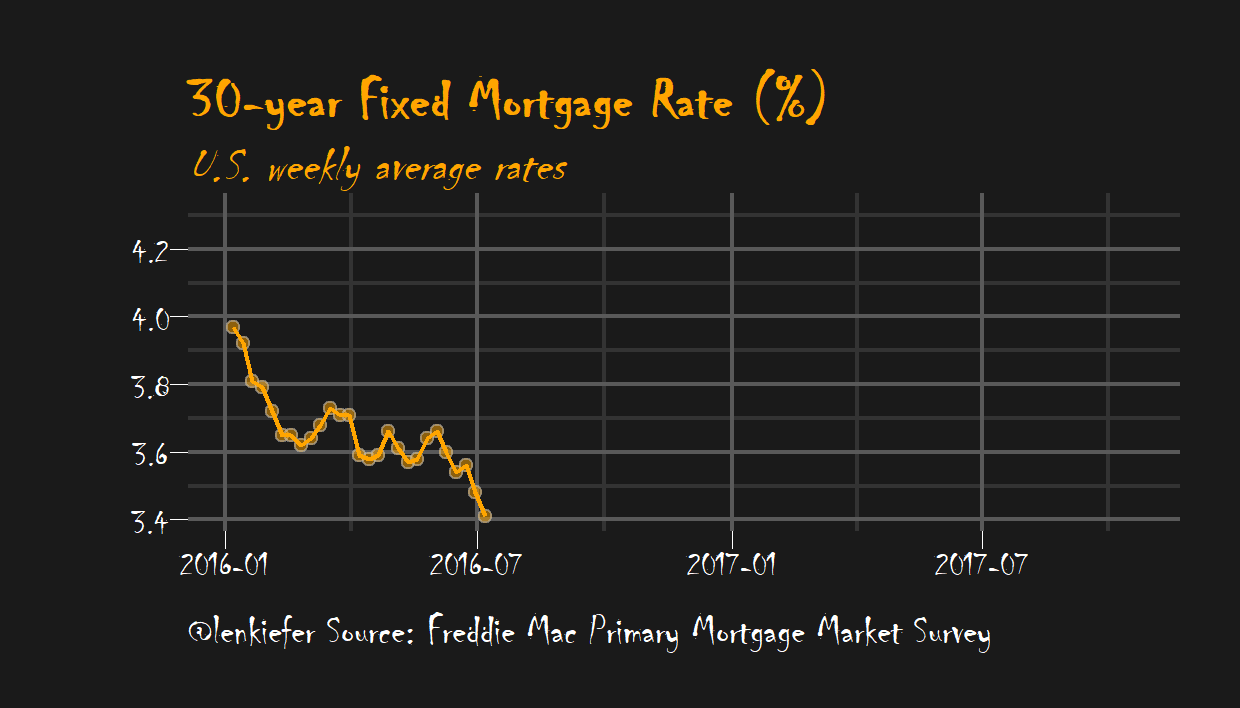 30-year Fixed Mortgage Rate (%)
U.S. weekly average rates
4.2
4.0
3.8
3.6
3.4
2016-01 2016-07 2017-01 2017-07
@lenkiefer Source: Freddie Mac Primary Mortgage Market Survey